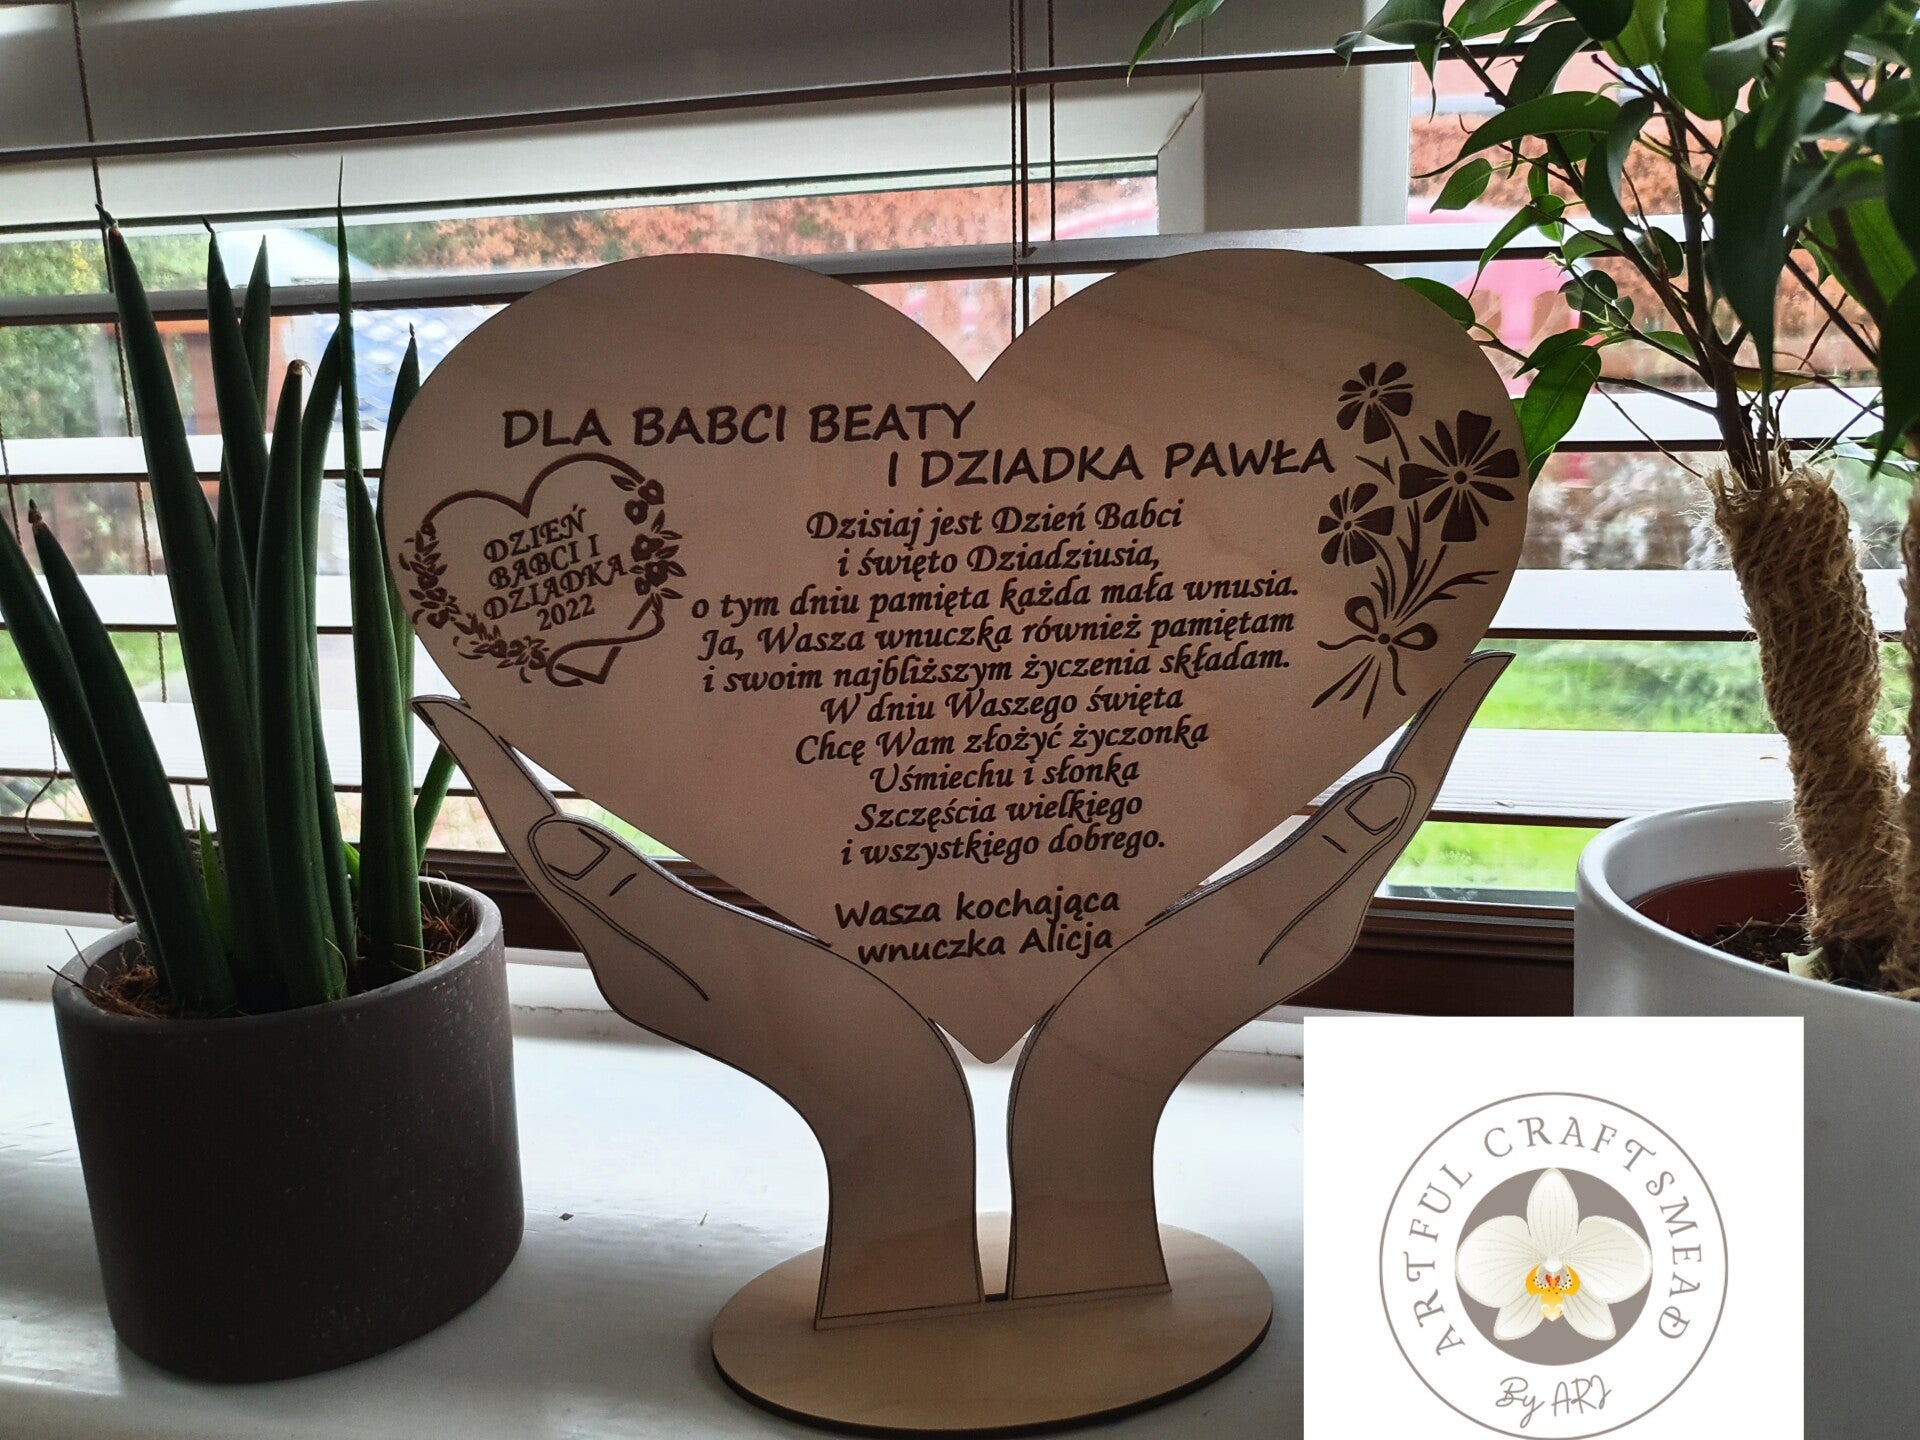 DLA BABCI BEATY
I DZIADKA PAWŁA
DZIEŃ
BABCI I
DZIADKA
2022
Dzisiaj jest Dzień Babci
i święto Dziadziusia,
o tym dniu pamięta każda mała wnusia.
Ja, Wasza wnuczka również pamiętam
i swoim najbliższym życzenia składam.
W dniu Waszego święta
Chcę Wam złożyć życzonka
Uśmiechu i słonka
Szczęścia wielkiego
i wszystkiego dobrego.
Wasza kochająca
wnuczka Alicja
ARTFUL CRAFTSMEAD
By ARJ